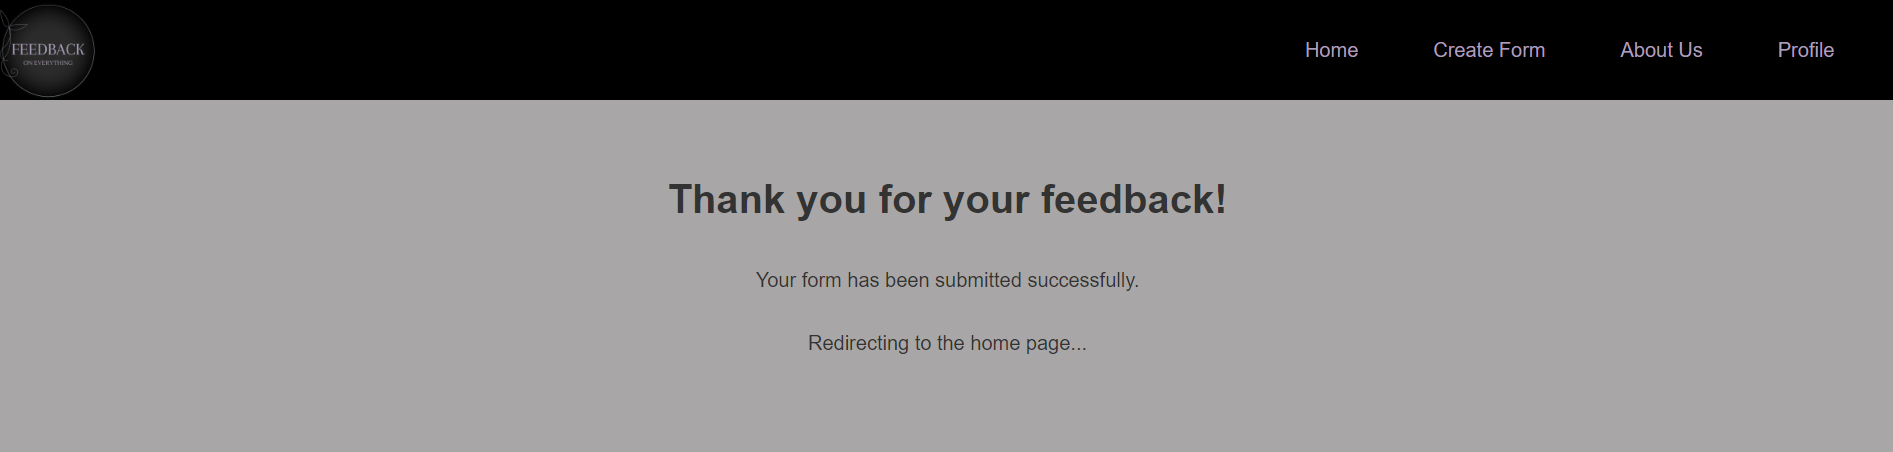 FEEDBACK
ON EVERYTHING
Home Create Form About Us Profile
Thank you for your feedback!
Your form has been submitted successfully.
Redirecting to the home page...